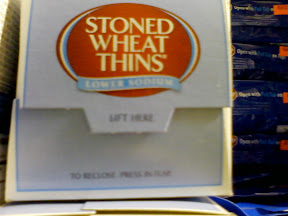 STONED
WHEAT
THINS®
LOWER SODIUM
LIFT HERE
TO RECLOSE, PRESS IN FLAP.